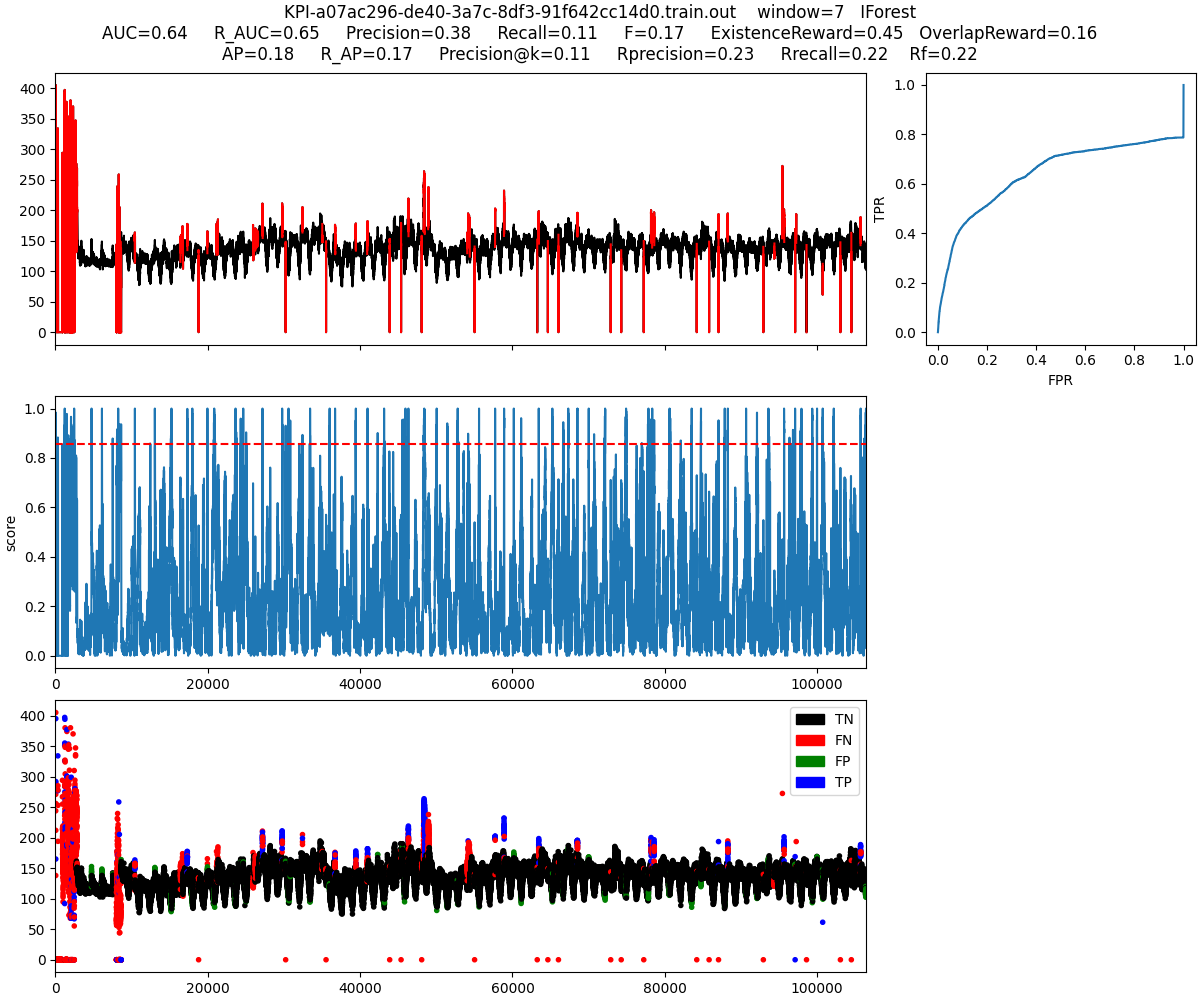 KPI-a07ac296-de40-3a7c-8df3-91f642cc14d0.train.out    window=7   IForest
AUC=0.64     R_AUC=0.65     Precision=0.38     Recall=0.11     F=0.17     ExistenceReward=0.45   OverlapReward=0.16
AP=0.18     R_AP=0.17     Precision@k=0.11     Rprecision=0.23     Rrecall=0.22     Rf=0.22
400
350
300
250
200
150
100
50
0
1.0
0.8
0.6
0.4
0.2
0.0
TPR
0.0 0.2 0.4 0.6 0.8 1.0
FPR
1.0
0.8
0.6
0.4
0.2
0.0
score
0 20000 40000 60000 80000 100000
400
350
300
250
200
150
100
50
0
TN
FN
FP
TP
0 20000 40000 60000 80000 100000